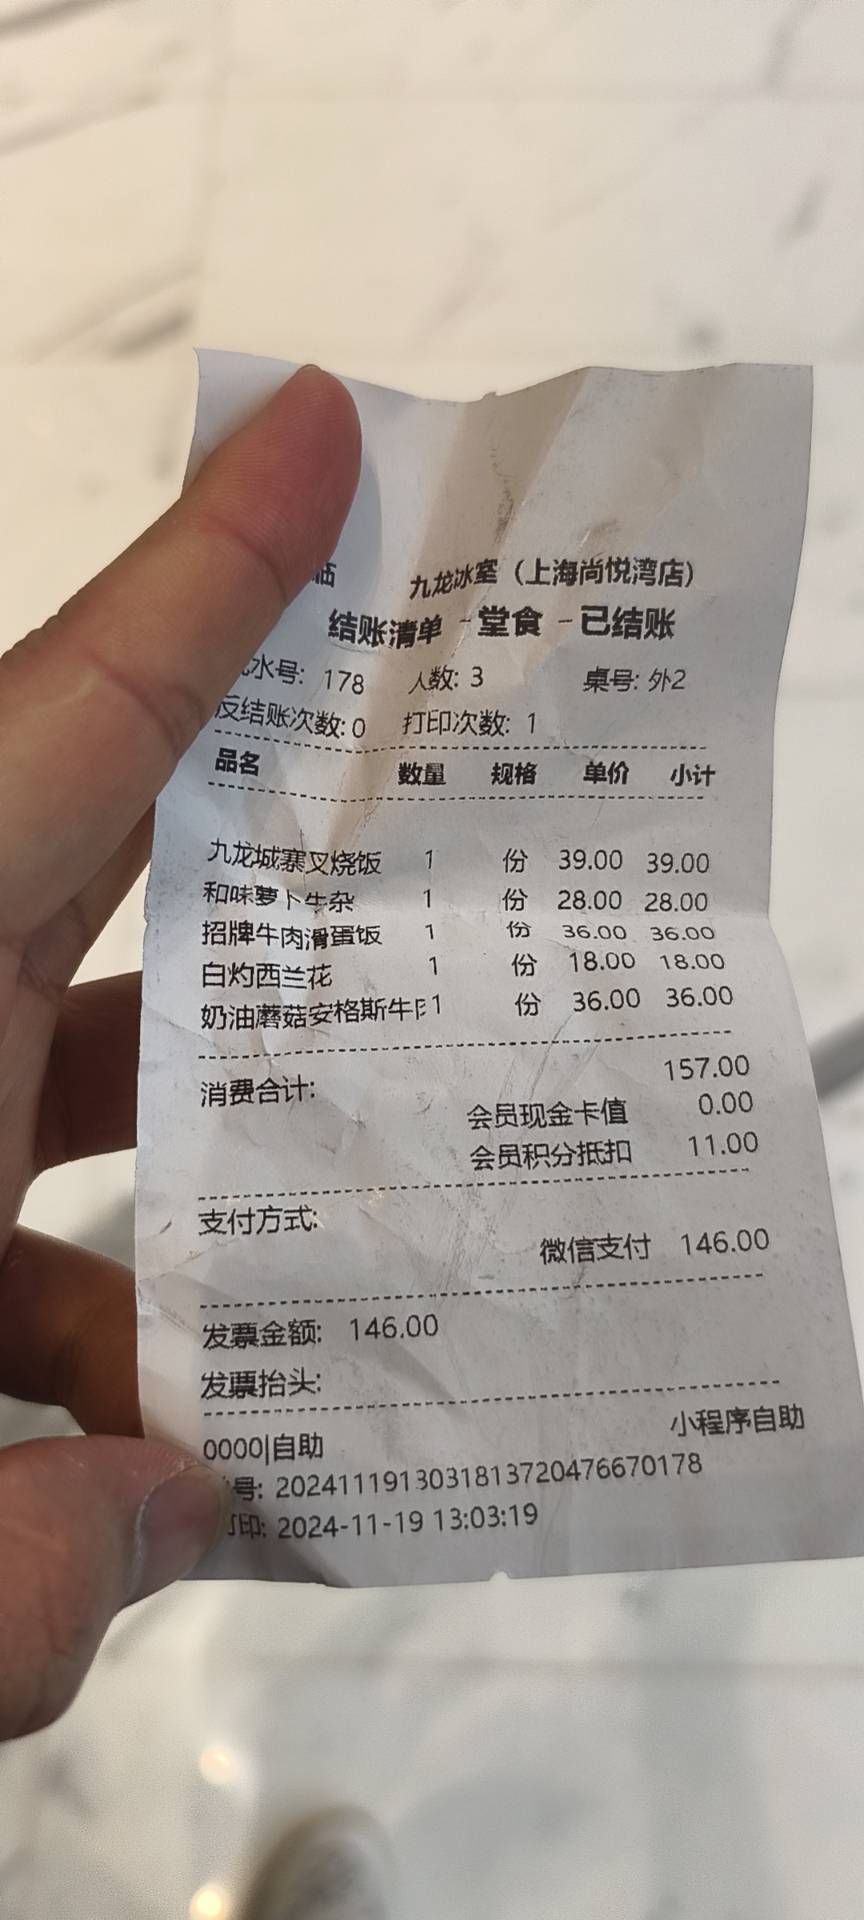 九龙冰室（上海尚悦湾店）
结账清单 - 堂食 - 已结账
水号: 178 人数: 3 桌号: 外2
反结账次数: 0 打印次数: 1
品名 数量 规格 单价 小计
九龙城寨叉烧饭 1 份 39.00 39.00
和味萝卜牛杂 1 份 28.00 28.00
招牌牛肉滑蛋饭 1 份 36.00 36.00
白灼西兰花 1 份 18.00 18.00
奶油蘑菇安格斯牛 1 份 36.00 36.00
消费合计: 157.00
会员现金卡值 0.00
会员积分抵扣 11.00
支付方式:
微信支付 146.00
发票金额: 146.00
发票抬头:
0000|自助 小程序自助
号: 2024111913031813720476670178
印: 2024-11-19 13:03:19